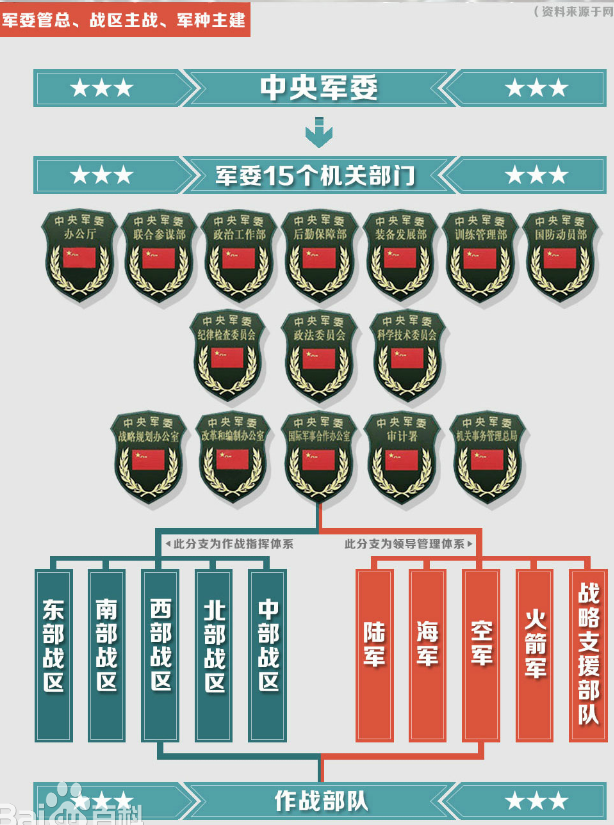 军委管总、战区主战、军种主建
（资料来源于网
中央军委
军委15个机关部门
中央军委
办公厅
中央军委
联合参谋部
中央军委
政治工作部
中央军委
后勤保障部
中央军委
装备发展部
中央军委
训练管理部
中央军委
国防动员部
中央军委
纪律检查委员会
中央军委
政法委员会
中央军委
科学技术委员会
中央军委
战略规划办公室
中央军委
改革和编制办公室
中央军委
国际军事合作办公室
中央军委
审计署
中央军委
机关事务管理总局
此分支为作战指挥体系
此分支为领导管理体系
东部战区
南部战区
西部战区
北部战区
中部战区
陆军
海军
空军
火箭军
战略支援部队
作战部队
Bai百科